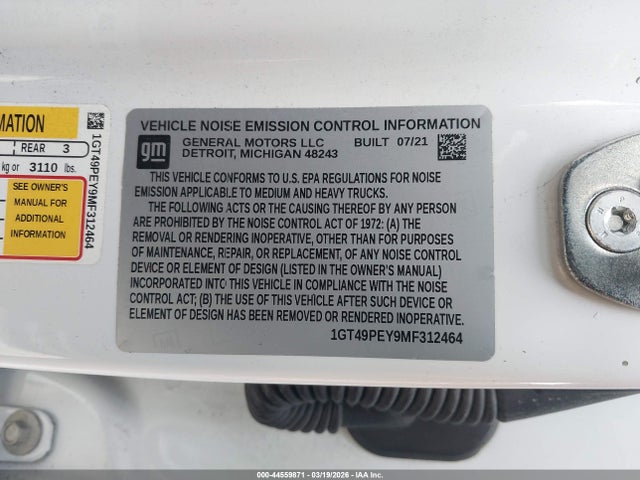 MATION
REAR 3
kg or 3110 lbs.
SEE OWNER'S
MANUAL FOR
ADDITIONAL
INFORMATION
1GT49PEY9MF312464
VEHICLE NOISE EMISSION CONTROL INFORMATION
gm
GENERAL MOTORS LLC BUILT 07/21
DETROIT, MICHIGAN 48243
THIS VEHICLE CONFORMS TO U.S. EPA REGULATIONS FOR NOISE
EMISSION APPLICABLE TO MEDIUM AND HEAVY TRUCKS.
THE FOLLOWING ACTS OR THE CAUSING THEREOF BY ANY PERSON
ARE PROHIBITED BY THE NOISE CONTROL ACT OF 1972: (A) THE
REMOVAL OR RENDERING INOPERATIVE, OTHER THAN FOR PURPOSES
OF MAINTENANCE, REPAIR, OR REPLACEMENT, OF ANY NOISE CONTROL
DEVICE OR ELEMENT OF DESIGN (LISTED IN THE OWNER'S MANUAL)
INCORPORATED INTO THIS VEHICLE IN COMPLIANCE WITH THE NOISE
CONTROL ACT; (B) THE USE OF THIS VEHICLE AFTER SUCH DEVICE OR
ELEMENT OF DESIGN HAS BEEN REMOVED OR RENDERED INOPERATIVE.
1GT49PEY9MF312464
000-44559871 - 03/19/2026 - IAA Inc.